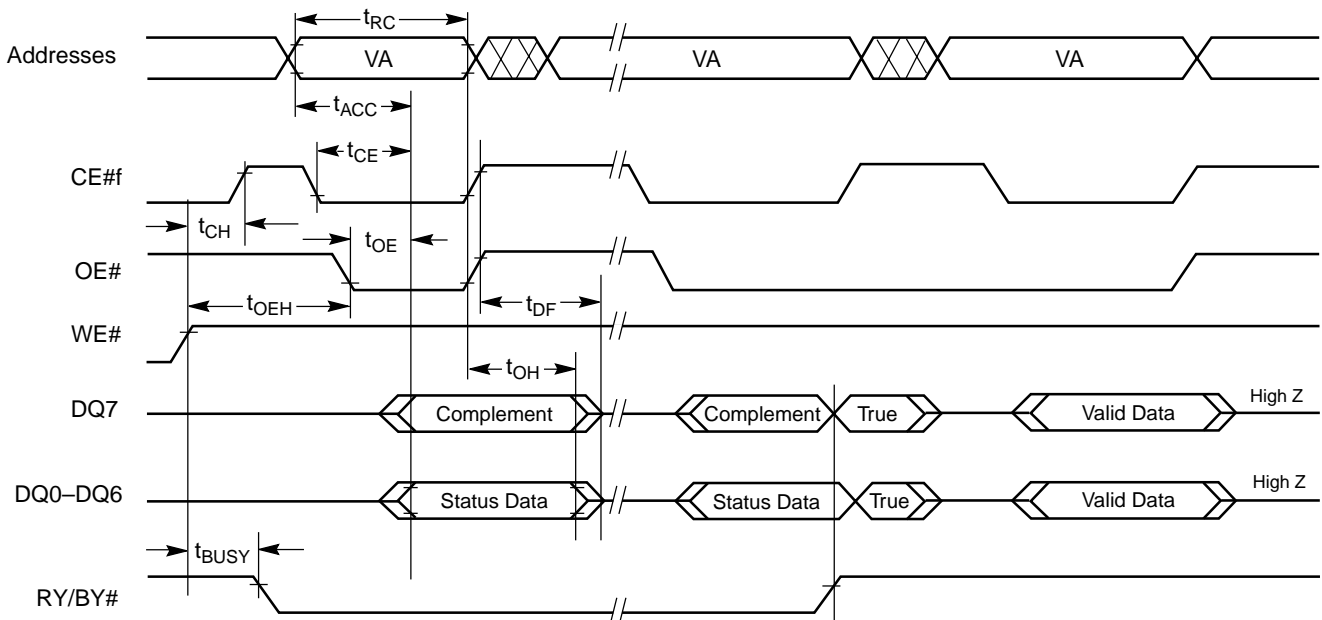 tRC
Addresses VA VA VA
tACC
tCE
CE#f
tCH tOE
OE#
tOEH tDF
WE#
tOH
DQ7 Complement Complement True Valid Data High Z
DQ0–DQ6 Status Data Status Data True Valid Data High Z
tBUSY
RY/BY#